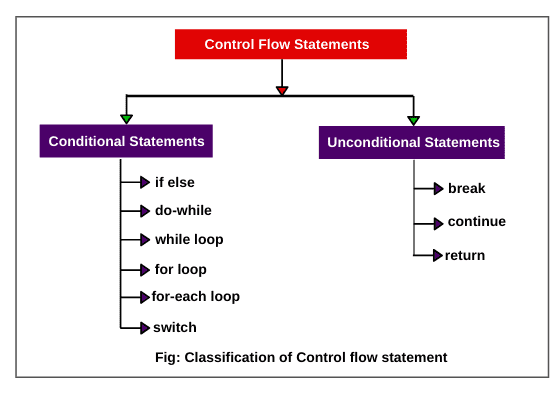 Control Flow Statements
Conditional Statements
if else
do-while
while loop
for loop
for-each loop
switch
Unconditional Statements
break
continue
return
Fig: Classification of Control flow statement